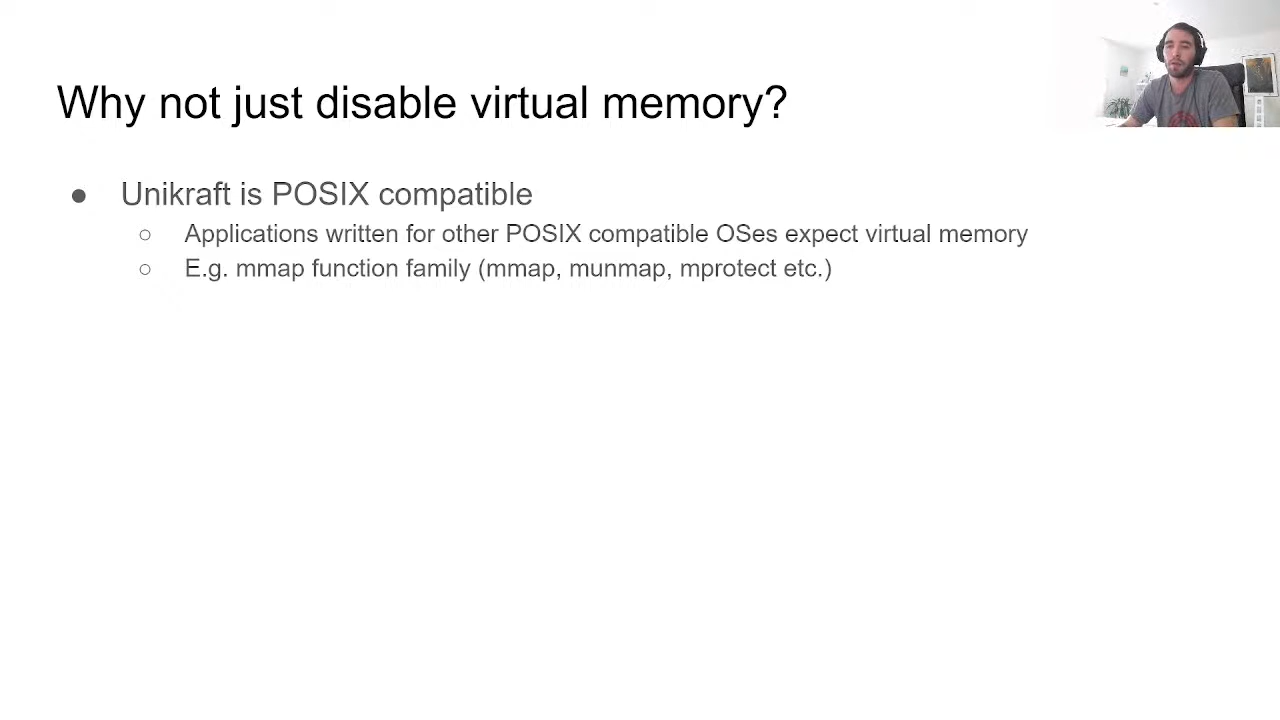 Why not just disable virtual memory?
● Unikraft is POSIX compatible
○ Applications written for other POSIX compatible OSes expect virtual memory
○ E.g. mmap function family (mmap, munmap, mprotect etc.)